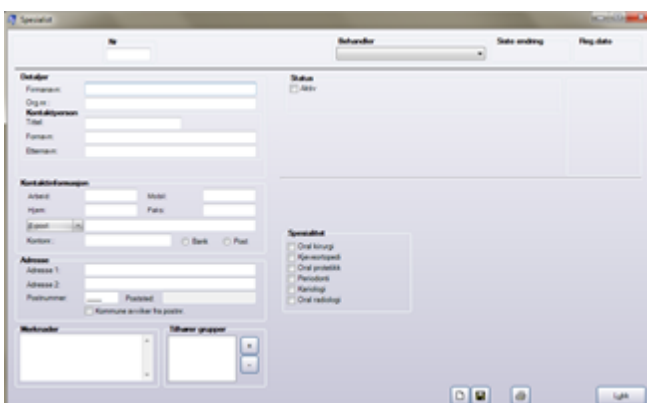 Spesialist
Nr
Behandler
Siste endring
Reg.dato
Detaljer
Firmanavn:
Org.nr.:
Kontaktperson
Tittel:
Fornavn:
Etternavn:
Status
Aktiv
Kontaktinformasjon
Arbeid:
Mobil:
Hjem:
Faks:
E-post
Kontonr.:
Bank
Post
Adresse
Adresse 1:
Adresse 2:
Postnummer:
Poststed:
Kommune avviker fra postnr.
Spesialitet
Oral kirurgi
Kjeveortopedi
Oral protetikk
Periodonti
Kariologi
Oral radiologi
Merknader
Tilhører grupper
+
-
Lukk